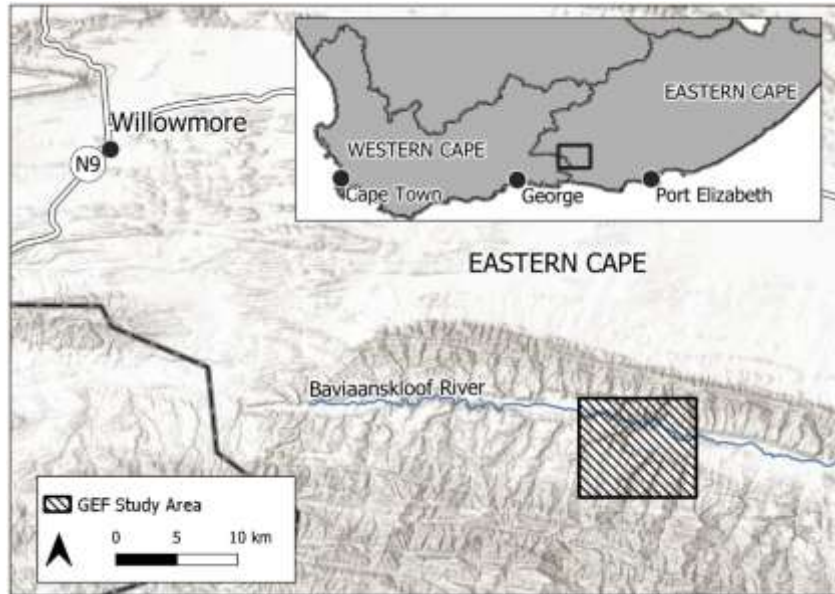 Willowmore
N9
EASTERN CAPE
WESTERN CAPE
Cape Town
George
Port Elizabeth
EASTERN CAPE
Baviaanskloof River
GEF Study Area
0 5 10 km